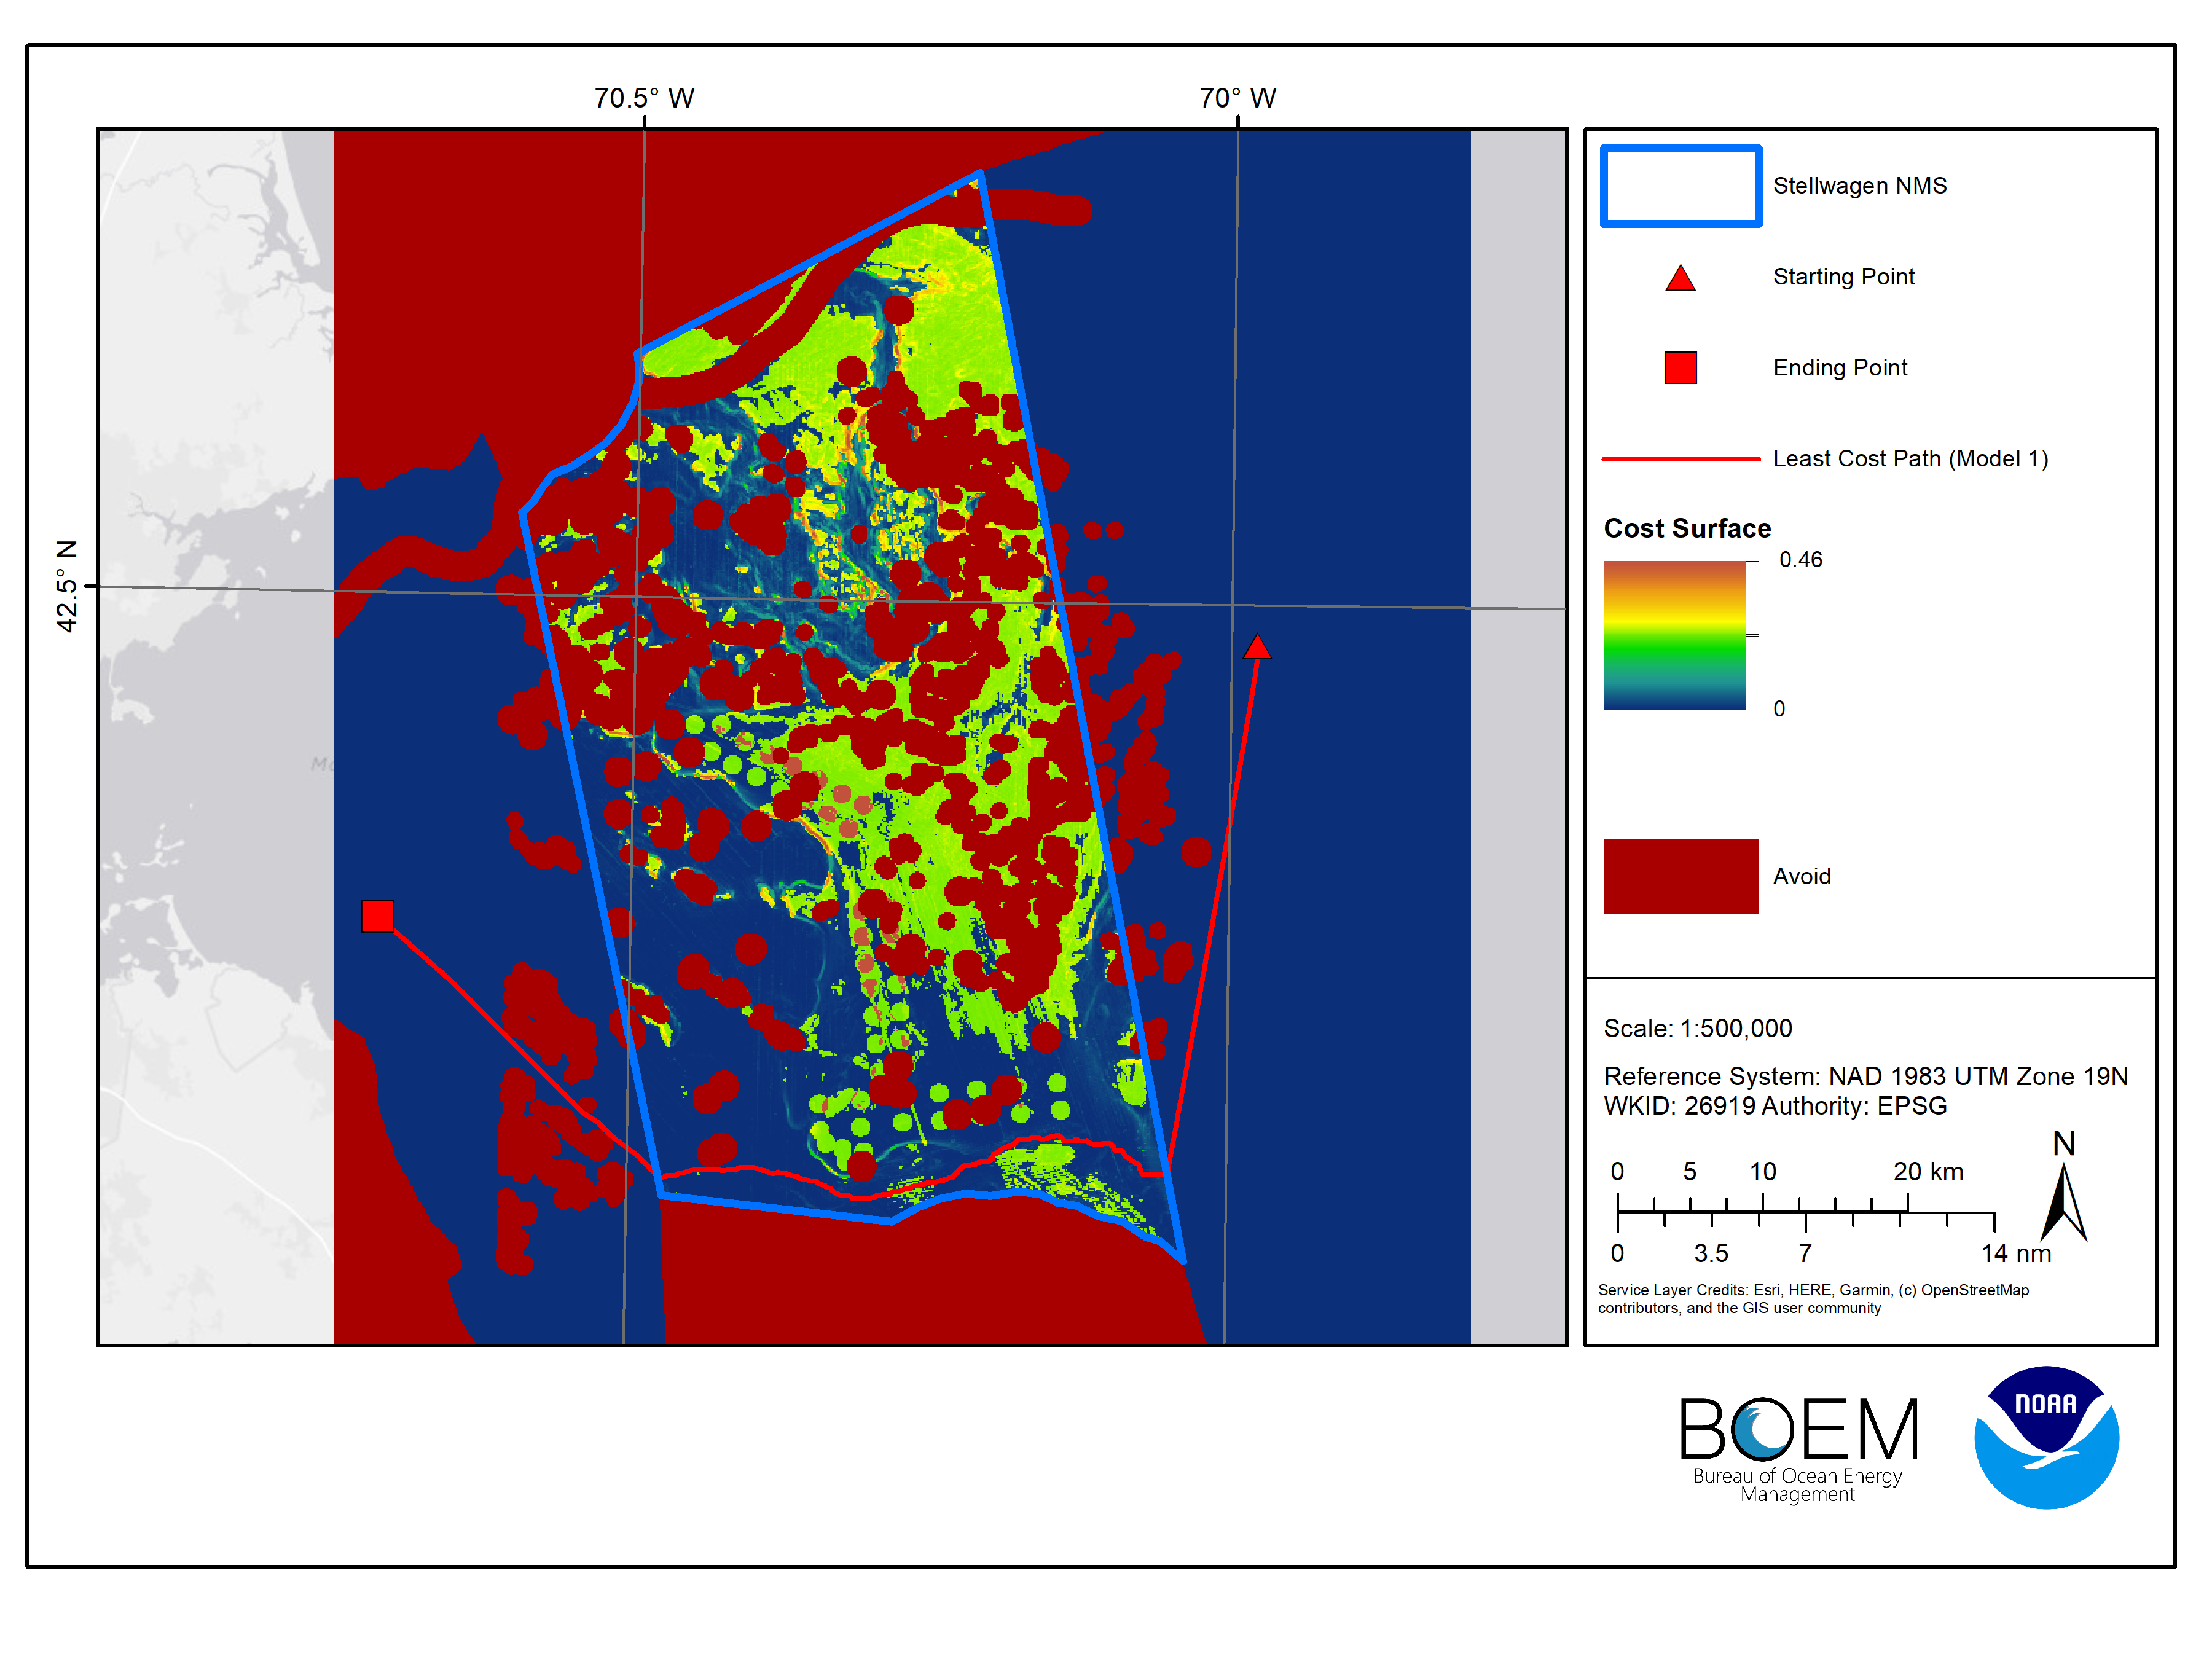 70.5° W
70° W
42.5° N
Stellwagen NMS
Starting Point
Ending Point
Least Cost Path (Model 1)
Cost Surface
0.46
0
Avoid
Scale: 1:500,000
Reference System: NAD 1983 UTM Zone 19N
WKID: 26919 Authority: EPSG
N
0 5 10 20 km
0 3.5 7 14 nm
Service Layer Credits: Esri, HERE, Garmin, (c) OpenStreetMap
contributors, and the GIS user community
BOEM
Bureau of Ocean Energy
Management
NOAA